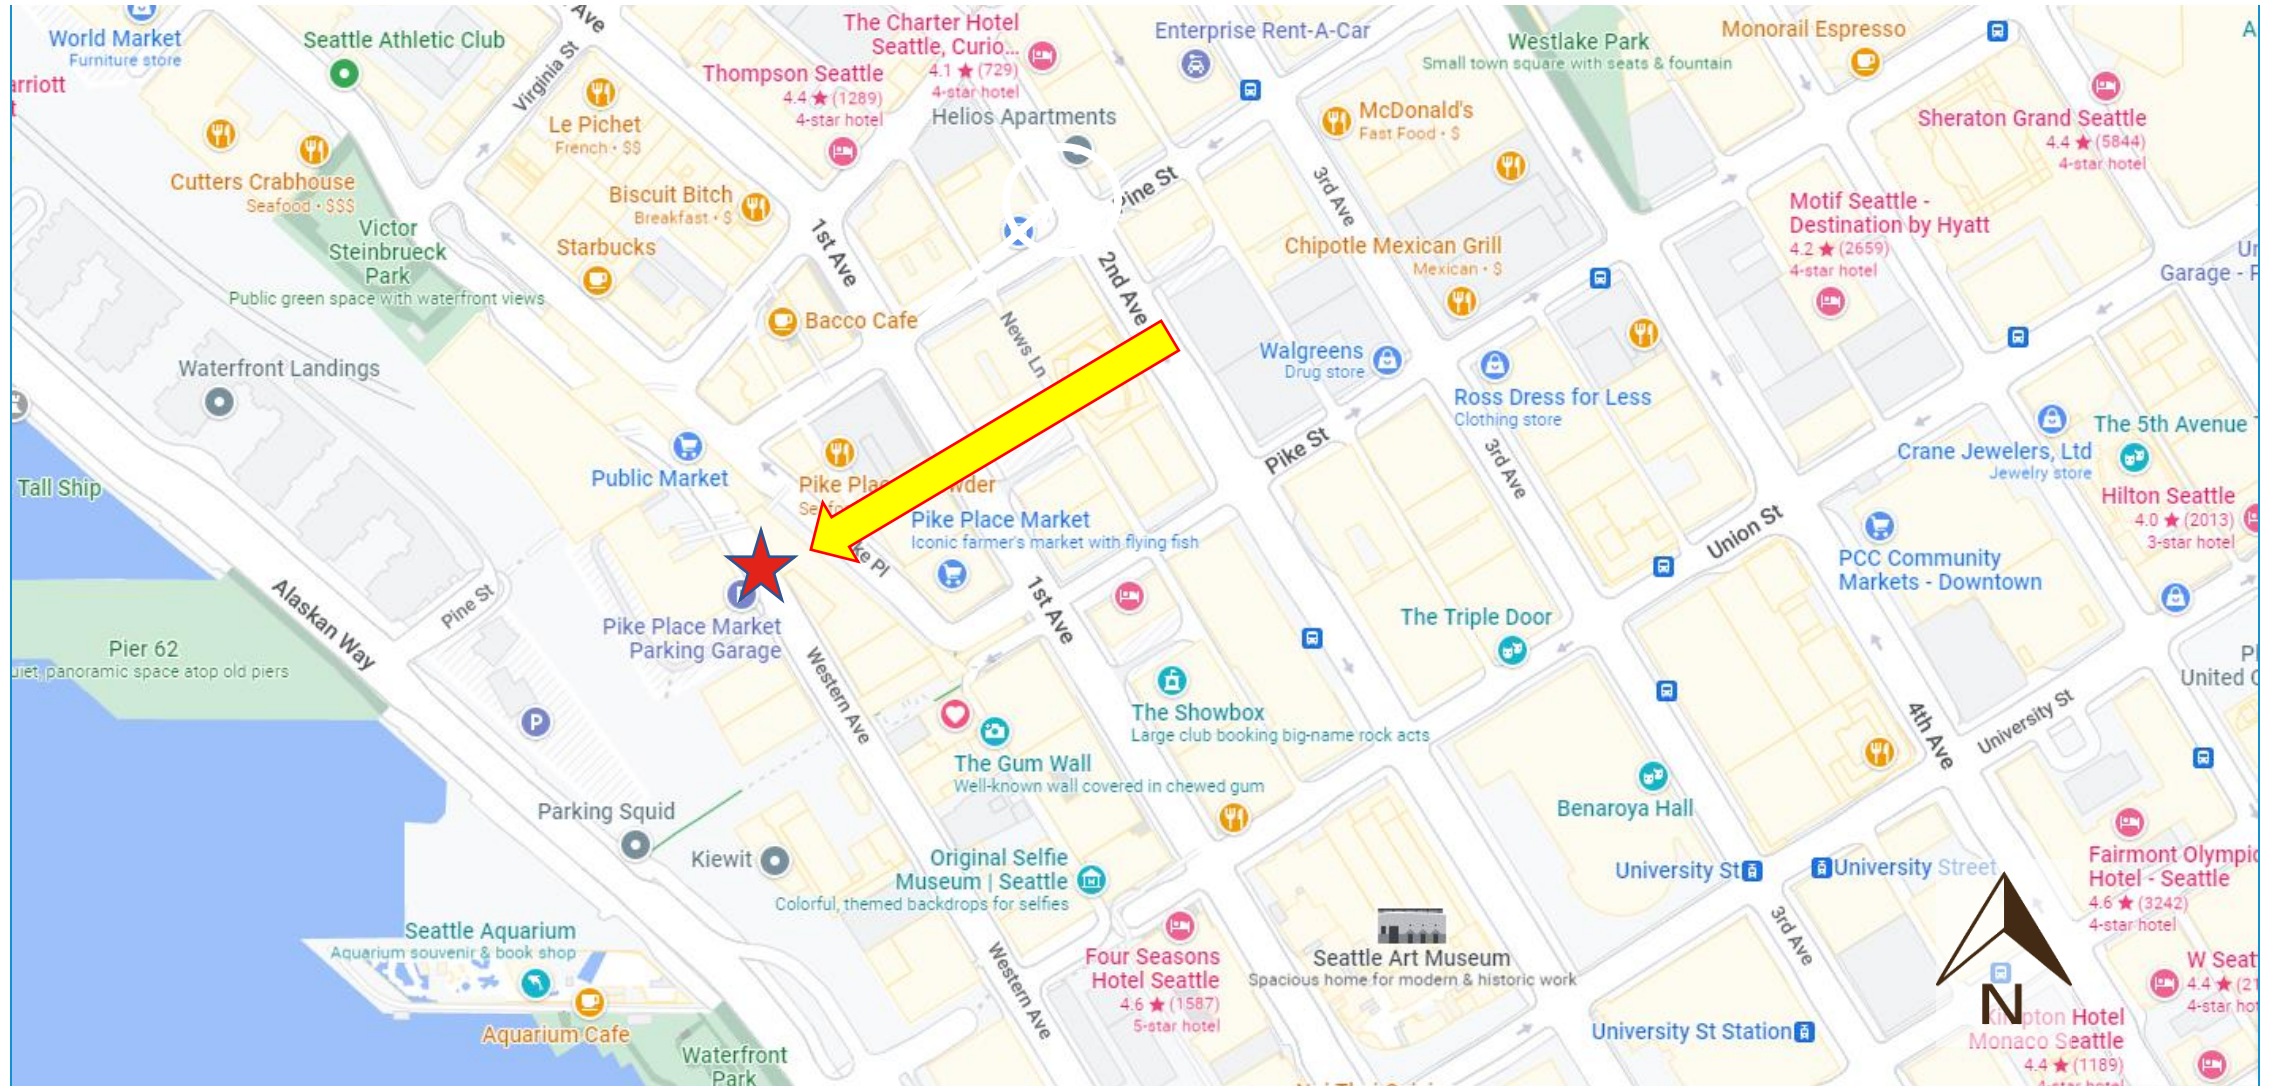 World Market
Furniture store
Seattle Athletic Club
Virginia St
Ave
The Charter Hotel
Seattle, Curio...
4.1 ★ (729)
4-star hotel
Thompson Seattle
4.4 ★ (1289)
4-star hotel
Helios Apartments
Enterprise Rent-A-Car
Westlake Park
Small town square with seats & fountain
Monorail Espresso
Sheraton Grand Seattle
4.4 ★ (5844)
4-star hotel
Le Pichet
French • $$
McDonald's
Fast Food • $
Cutters Crabhouse
Seafood • $$$
Biscuit Bitch
Breakfast • $
Starbucks
Victor
Steinbrueck
Park
Public green space with waterfront views
1st Ave
Pine St
2nd Ave
3rd Ave
Motif Seattle -
Destination by Hyatt
4.2 ★ (2659)
4-star hotel
Chipotle Mexican Grill
Mexican • $
Garage -
Bacco Cafe
News Ln
Waterfront Landings
Walgreens
Drug store
Ross Dress for Less
Clothing store
Pike St
3rd Ave
The 5th Avenue
Crane Jewelers, Ltd
Jewelry store
Hilton Seattle
4.0 ★ (2013)
3-star hotel
Public Market
Tall Ship
Pike Place Market
Iconic farmer's market with flying fish
Union St
PCC Community
Markets - Downtown
Alaskan Way
Pine St
Pike Place Market
Parking Garage
1st Ave
The Triple Door
Pier 62
panoramic space atop old piers
Western Ave
The Showbox
Large club booking big-name rock acts
P
United
4th Ave
University St
The Gum Wall
Well-known wall covered in chewed gum
Benaroya Hall
Parking Squid
Kiewit
Original Selfie
Museum | Seattle
Colorful, themed backdrops for selfies
University St
University Street
Fairmont Olympic
Hotel - Seattle
4.6 ★ (3242)
4-star hotel
3rd Ave
Seattle Aquarium
Aquarium souvenir & book shop
Four Seasons
Hotel Seattle
4.6 ★ (1587)
5-star hotel
Seattle Art Museum
Spacious home for modern & historic work
Western Ave
N
W Seat
4.4 ★ (21
4-star hot
Aquarium Cafe
University St Station
Hotel
Monaco Seattle
4.4 ★ (1189)
Waterfront
Park